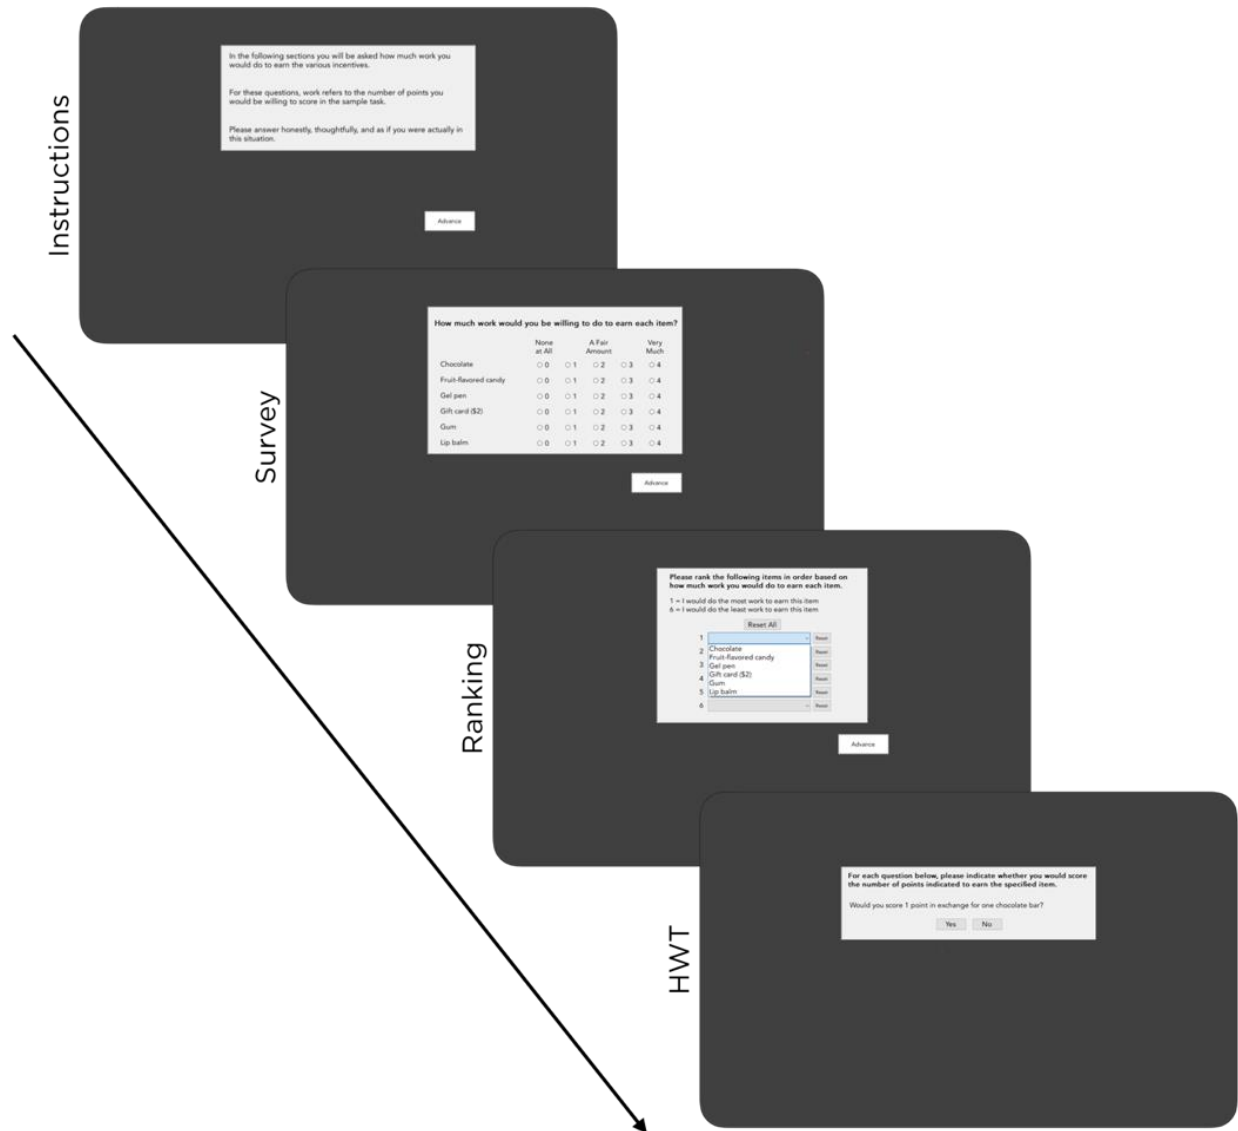 Instructions
In the following sections you will be asked how much work you
would do to earn the various incentives.
For these questions, work refers to the number of points you
would be willing to score in the sample task.
Please answer honestly, thoughtfully, and as if you were actually in
this situation.
Advance
Survey
How much work would you be willing to do to earn each item?
None A Fair Very
at All Amount Much
Chocolate 0 1 2 3 4
Fruit-flavored candy 0 1 2 3 4
Gel pen 0 1 2 3 4
Gift card ($2) 0 1 2 3 4
Gum 0 1 2 3 4
Lip balm 0 1 2 3 4
Advance
Ranking
Please rank the following items in order based on
how much work you would do to earn each item.
1 = I would do the most work to earn this item
6 = I would do the least work to earn this item
Reset All
1 Reset
2 Chocolate Reset
Fruit-flavored candy
3 Gel pen Reset
4 Gift card ($2) Reset
Gum
5 Lip balm Reset
6 Reset
Advance
HWT
For each question below, please indicate whether you would score
the number of points indicated to earn the specified item.
Would you score 1 point in exchange for one chocolate bar?
Yes No